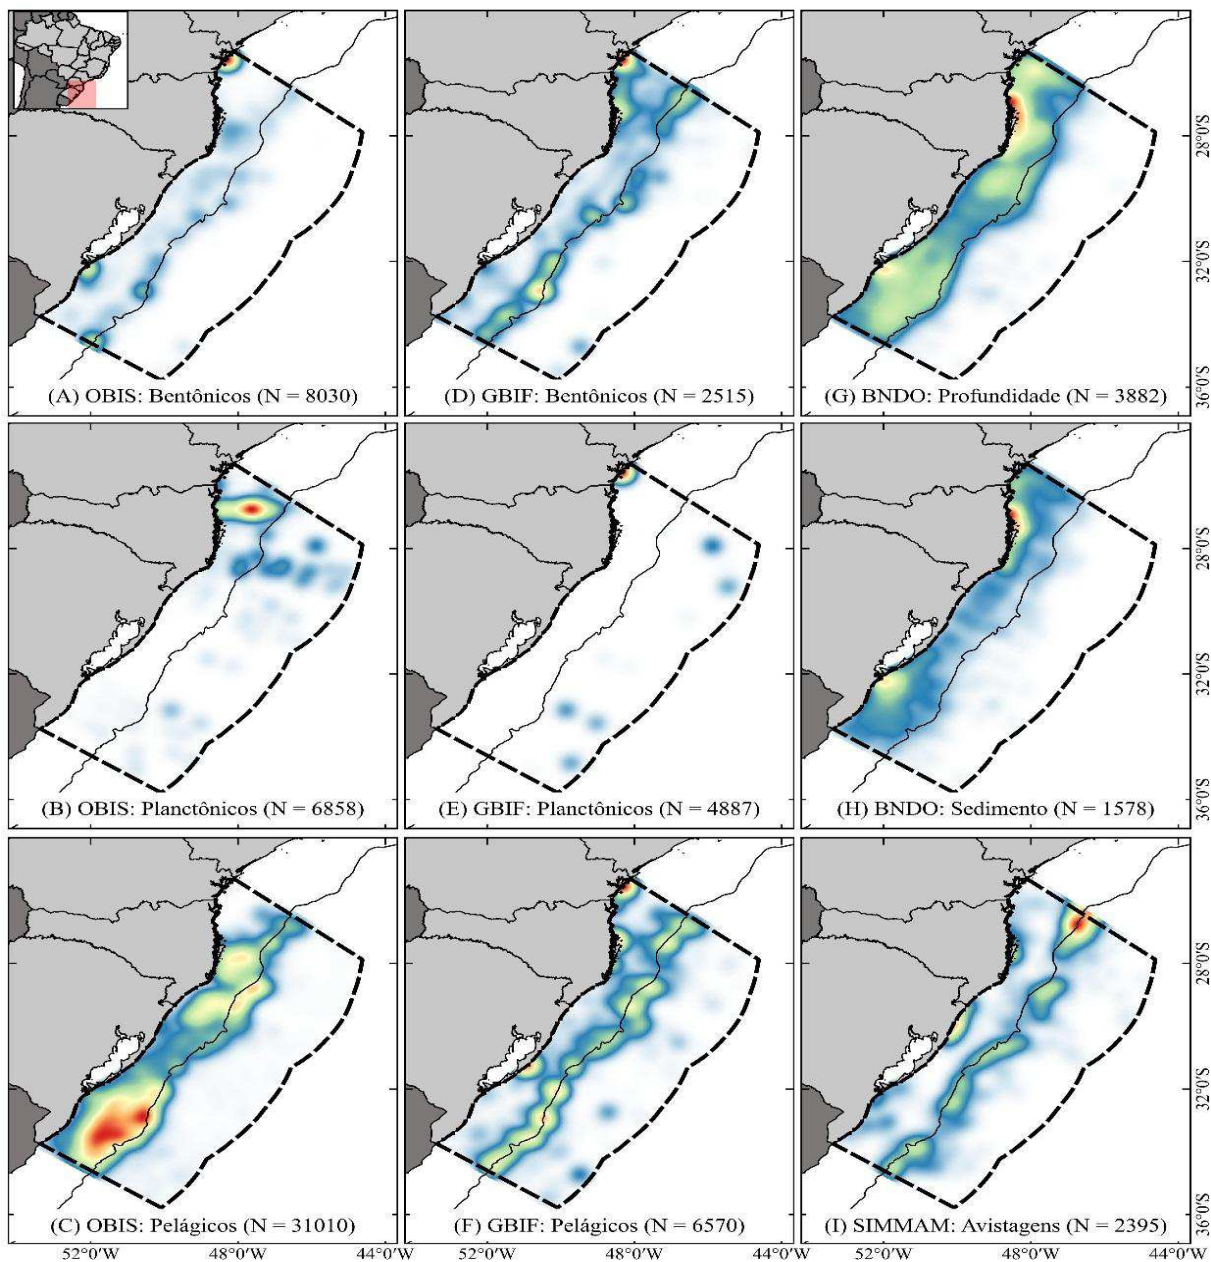 28°0'S
32°0'S
36°0'S
(A) OBIS: Bentônicos (N = 8030)
(D) GBIF: Bentônicos (N = 2515)
(G) BNDO: Profundidade (N = 3882)
28°0'S
32°0'S
36°0'S
(B) OBIS: Planctônicos (N = 6858)
(E) GBIF: Planctônicos (N = 4887)
(H) BNDO: Sedimento (N = 1578)
28°0'S
32°0'S
36°0'S
(C) OBIS: Pelágicos (N = 31010)
(F) GBIF: Pelágicos (N = 6570)
(I) SIMMAM: Avistagens (N = 2395)
52°0'W 48°0'W 44°0'W 48°0'W 44°0'W 52°0'W 48°0'W 44°0'W